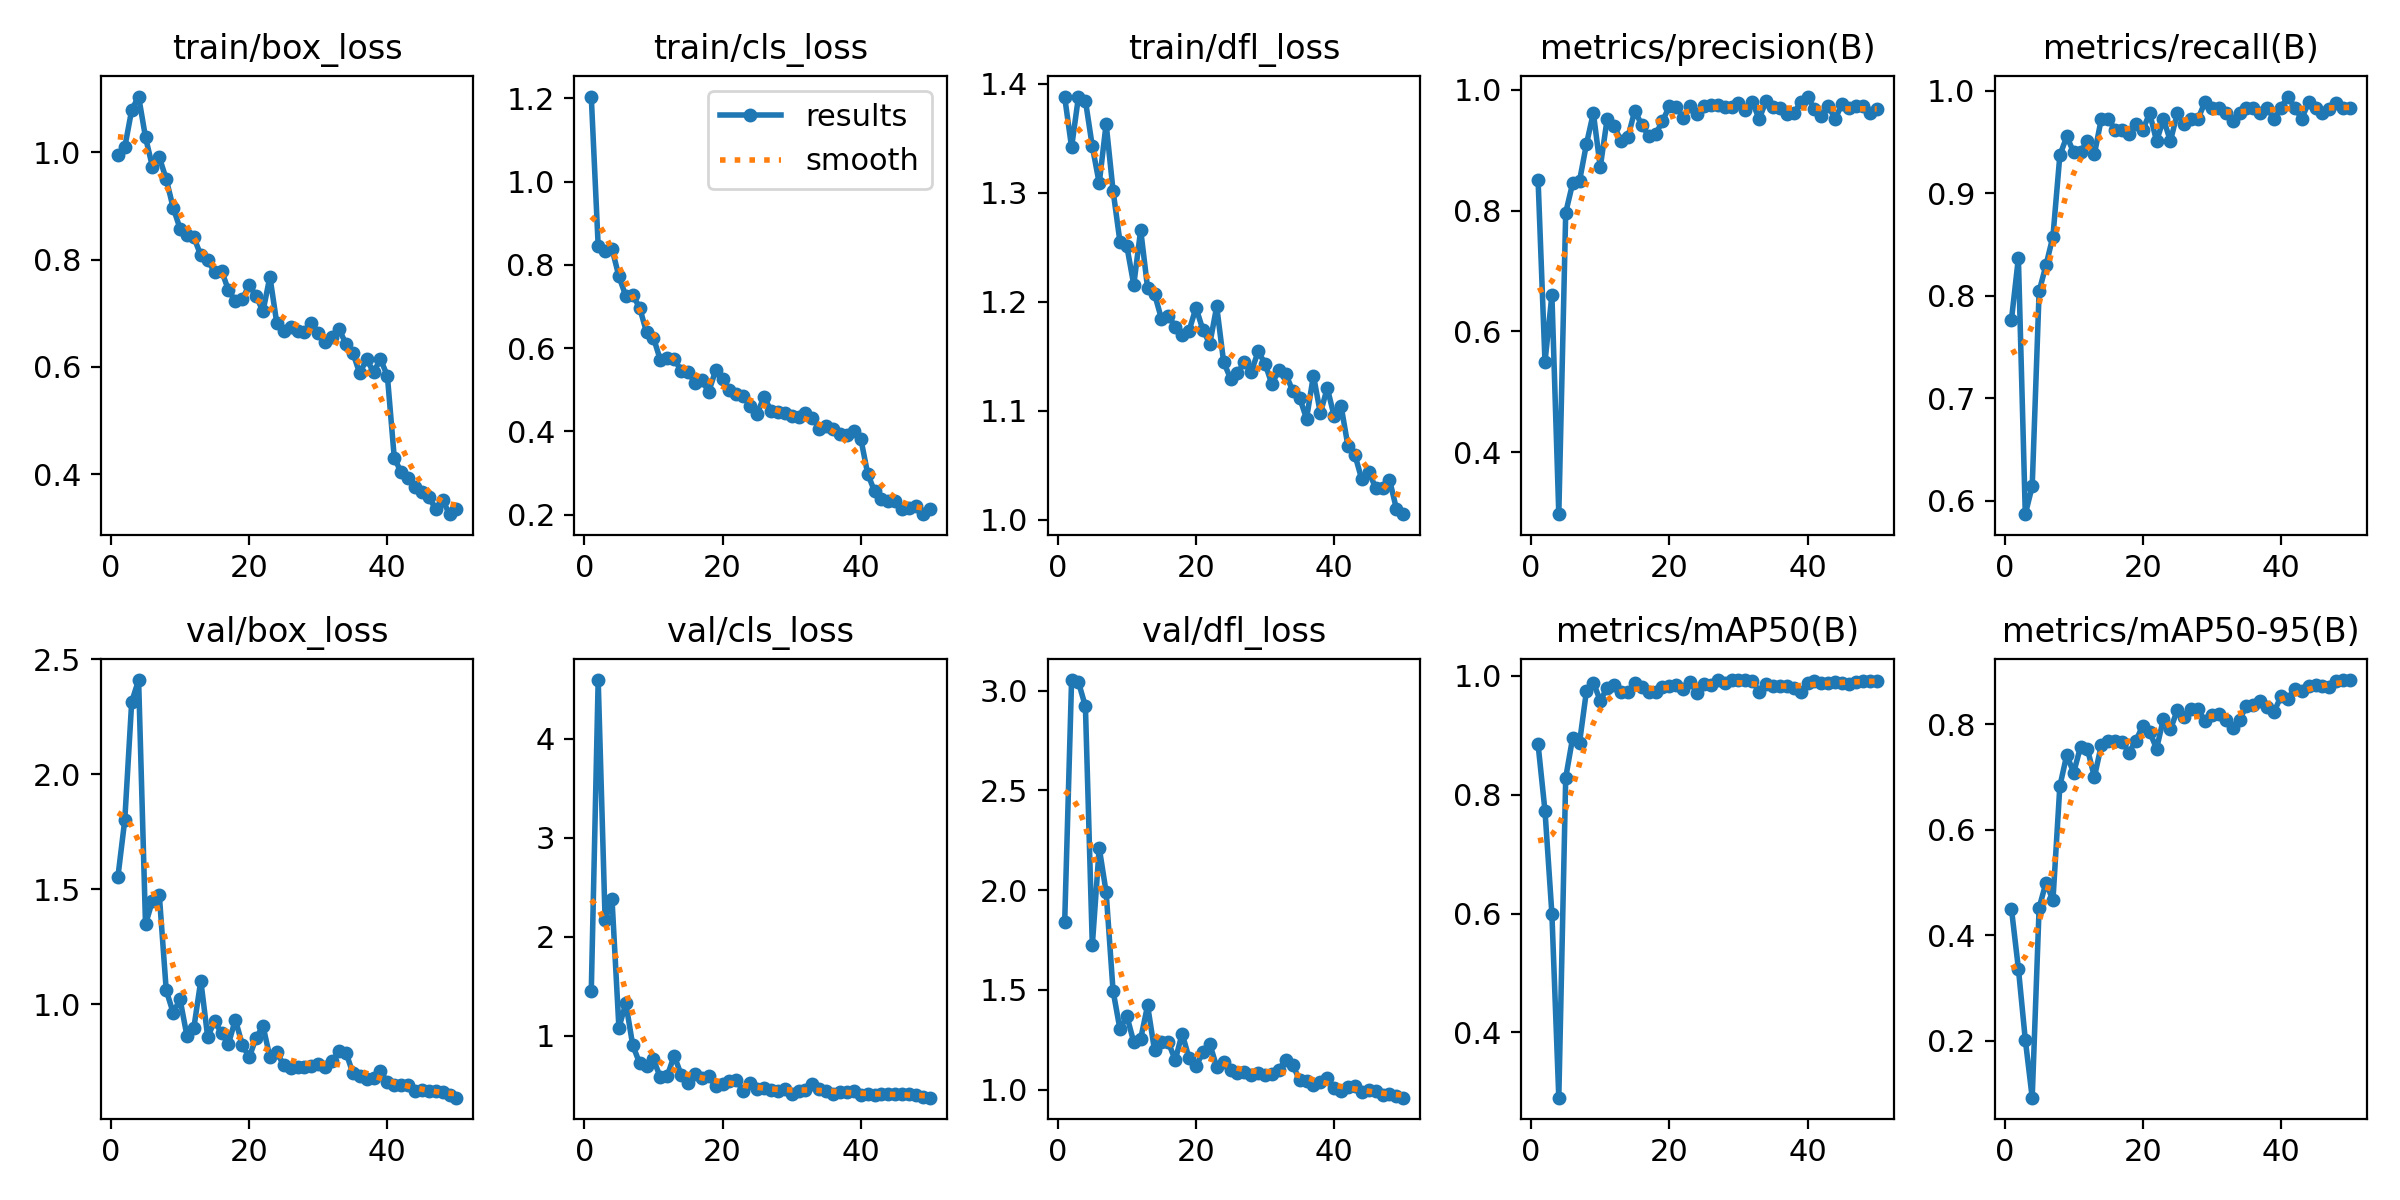 train/box_loss
1.0
0.8
0.6
0.4
0 20 40
train/cls_loss
results
smooth
1.2
1.0
0.8
0.6
0.4
0.2
0 20 40
train/dfl_loss
1.4
1.3
1.2
1.1
1.0
0 20 40
metrics/precision(B)
1.0
0.8
0.6
0.4
0 20 40
metrics/recall(B)
1.0
0.9
0.8
0.7
0.6
0 20 40
val/box_loss
2.5
2.0
1.5
1.0
0 20 40
val/cls_loss
4
3
2
1
0 20 40
val/dfl_loss
3.0
2.5
2.0
1.5
1.0
0 20 40
metrics/mAP50(B)
1.0
0.8
0.6
0.4
0 20 40
metrics/mAP50-95(B)
0.8
0.6
0.4
0.2
0 20 40